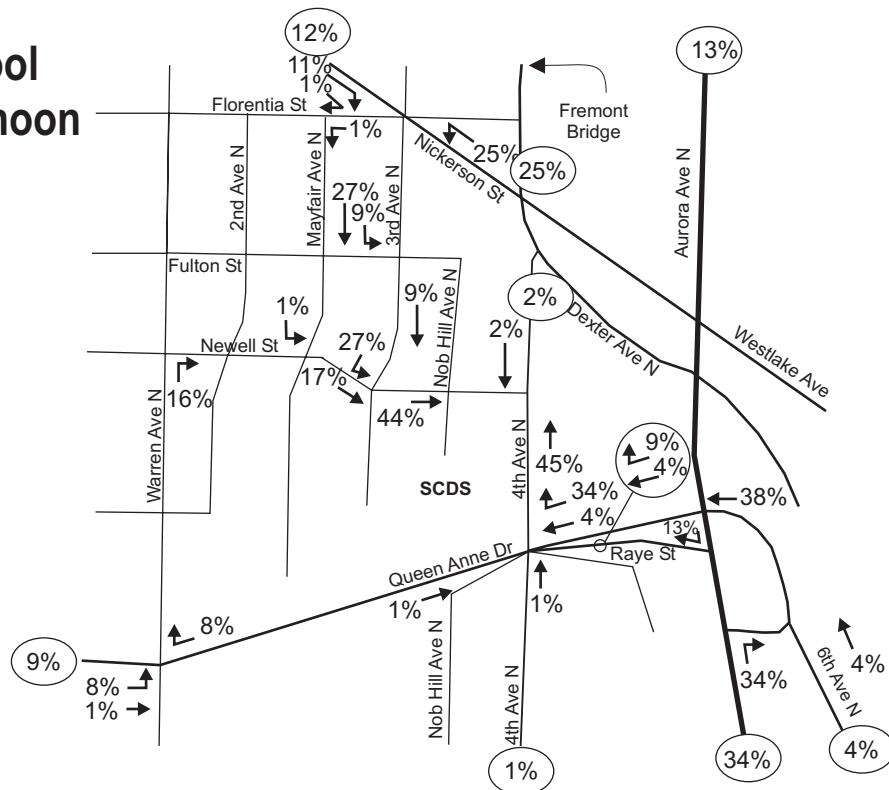 ool
noon
12%
11%
1%
13%
Florentia St
1%
Fremont
Bridge
25%
25%
Nickerson St
2nd Ave N
Mayfair Ave N
3rd Ave N
Aurora Ave N
27%
9%
Fulton St
2%
1%
9%
2%
Nob Hill Ave N
Dexter Ave N
Westlake Ave
Newell St
27%
17%
16%
44%
Warren Ave N
SCDS
4th Ave N
45%
9%
4%
34%
4%
38%
13%
Queen Anne Dr
Raye St
1%
1%
8%
9%
8%
1%
Nob Hill Ave N
4th Ave N
34%
6th Ave N
4%
1%
34%
4%